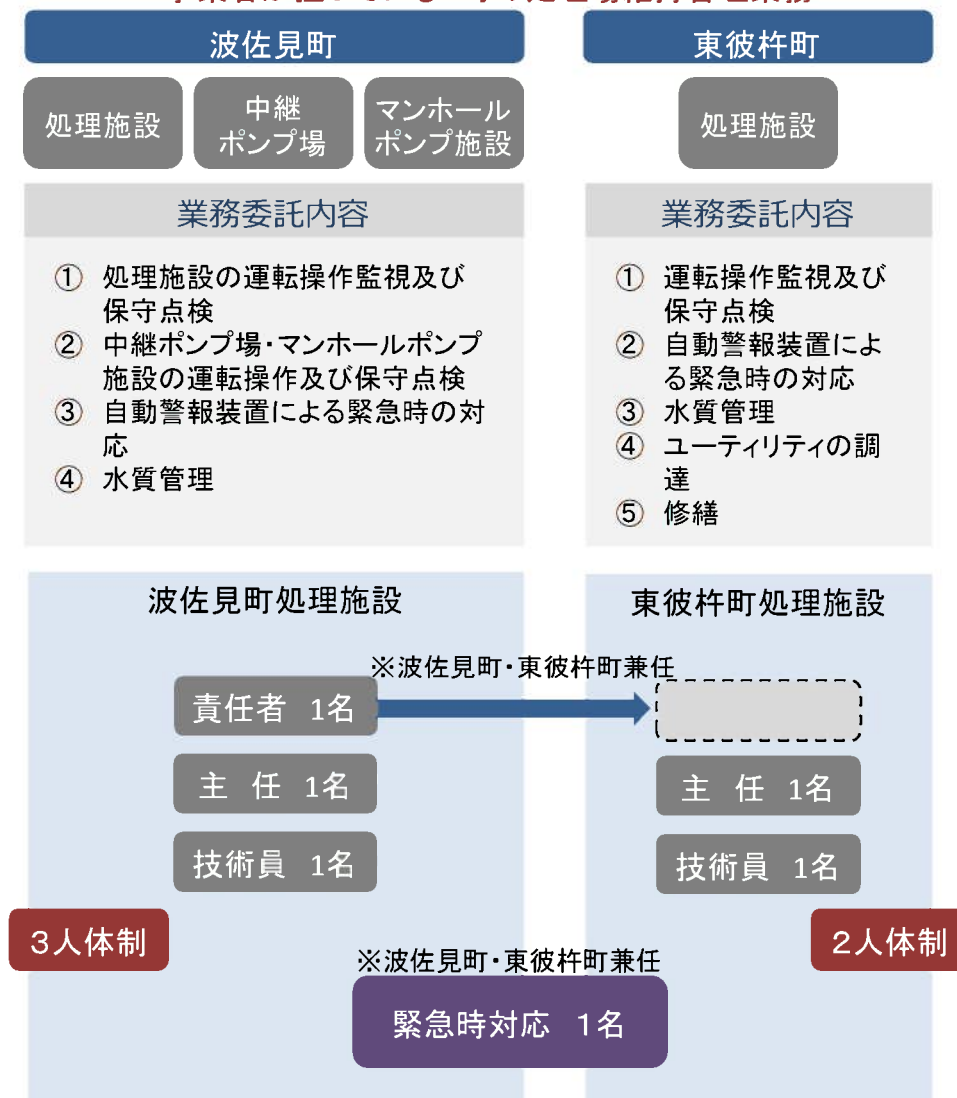 波佐見町
東彼杵町
処理施設
中継
ポンプ場
マンホール
ポンプ施設
処理施設
業務委託内容
① 処理施設の運転操作監視及び
保守点検
② 中継ポンプ場・マンホールポンプ
施設の運転操作及び保守点検
③ 自動警報装置による緊急時の対
応
④ 水質管理
業務委託内容
① 運転操作監視及び
保守点検
② 自動警報装置によ
る緊急時の対応
③ 水質管理
④ ユーティリティの調
達
⑤ 修繕
波佐見町処理施設
東彼杵町処理施設
※波佐見町・東彼杵町兼任
責任者 1名
主 任 1名
技術員 1名
主 任 1名
技術員 1名
3人体制
2人体制
※波佐見町・東彼杵町兼任
緊急時対応 1名